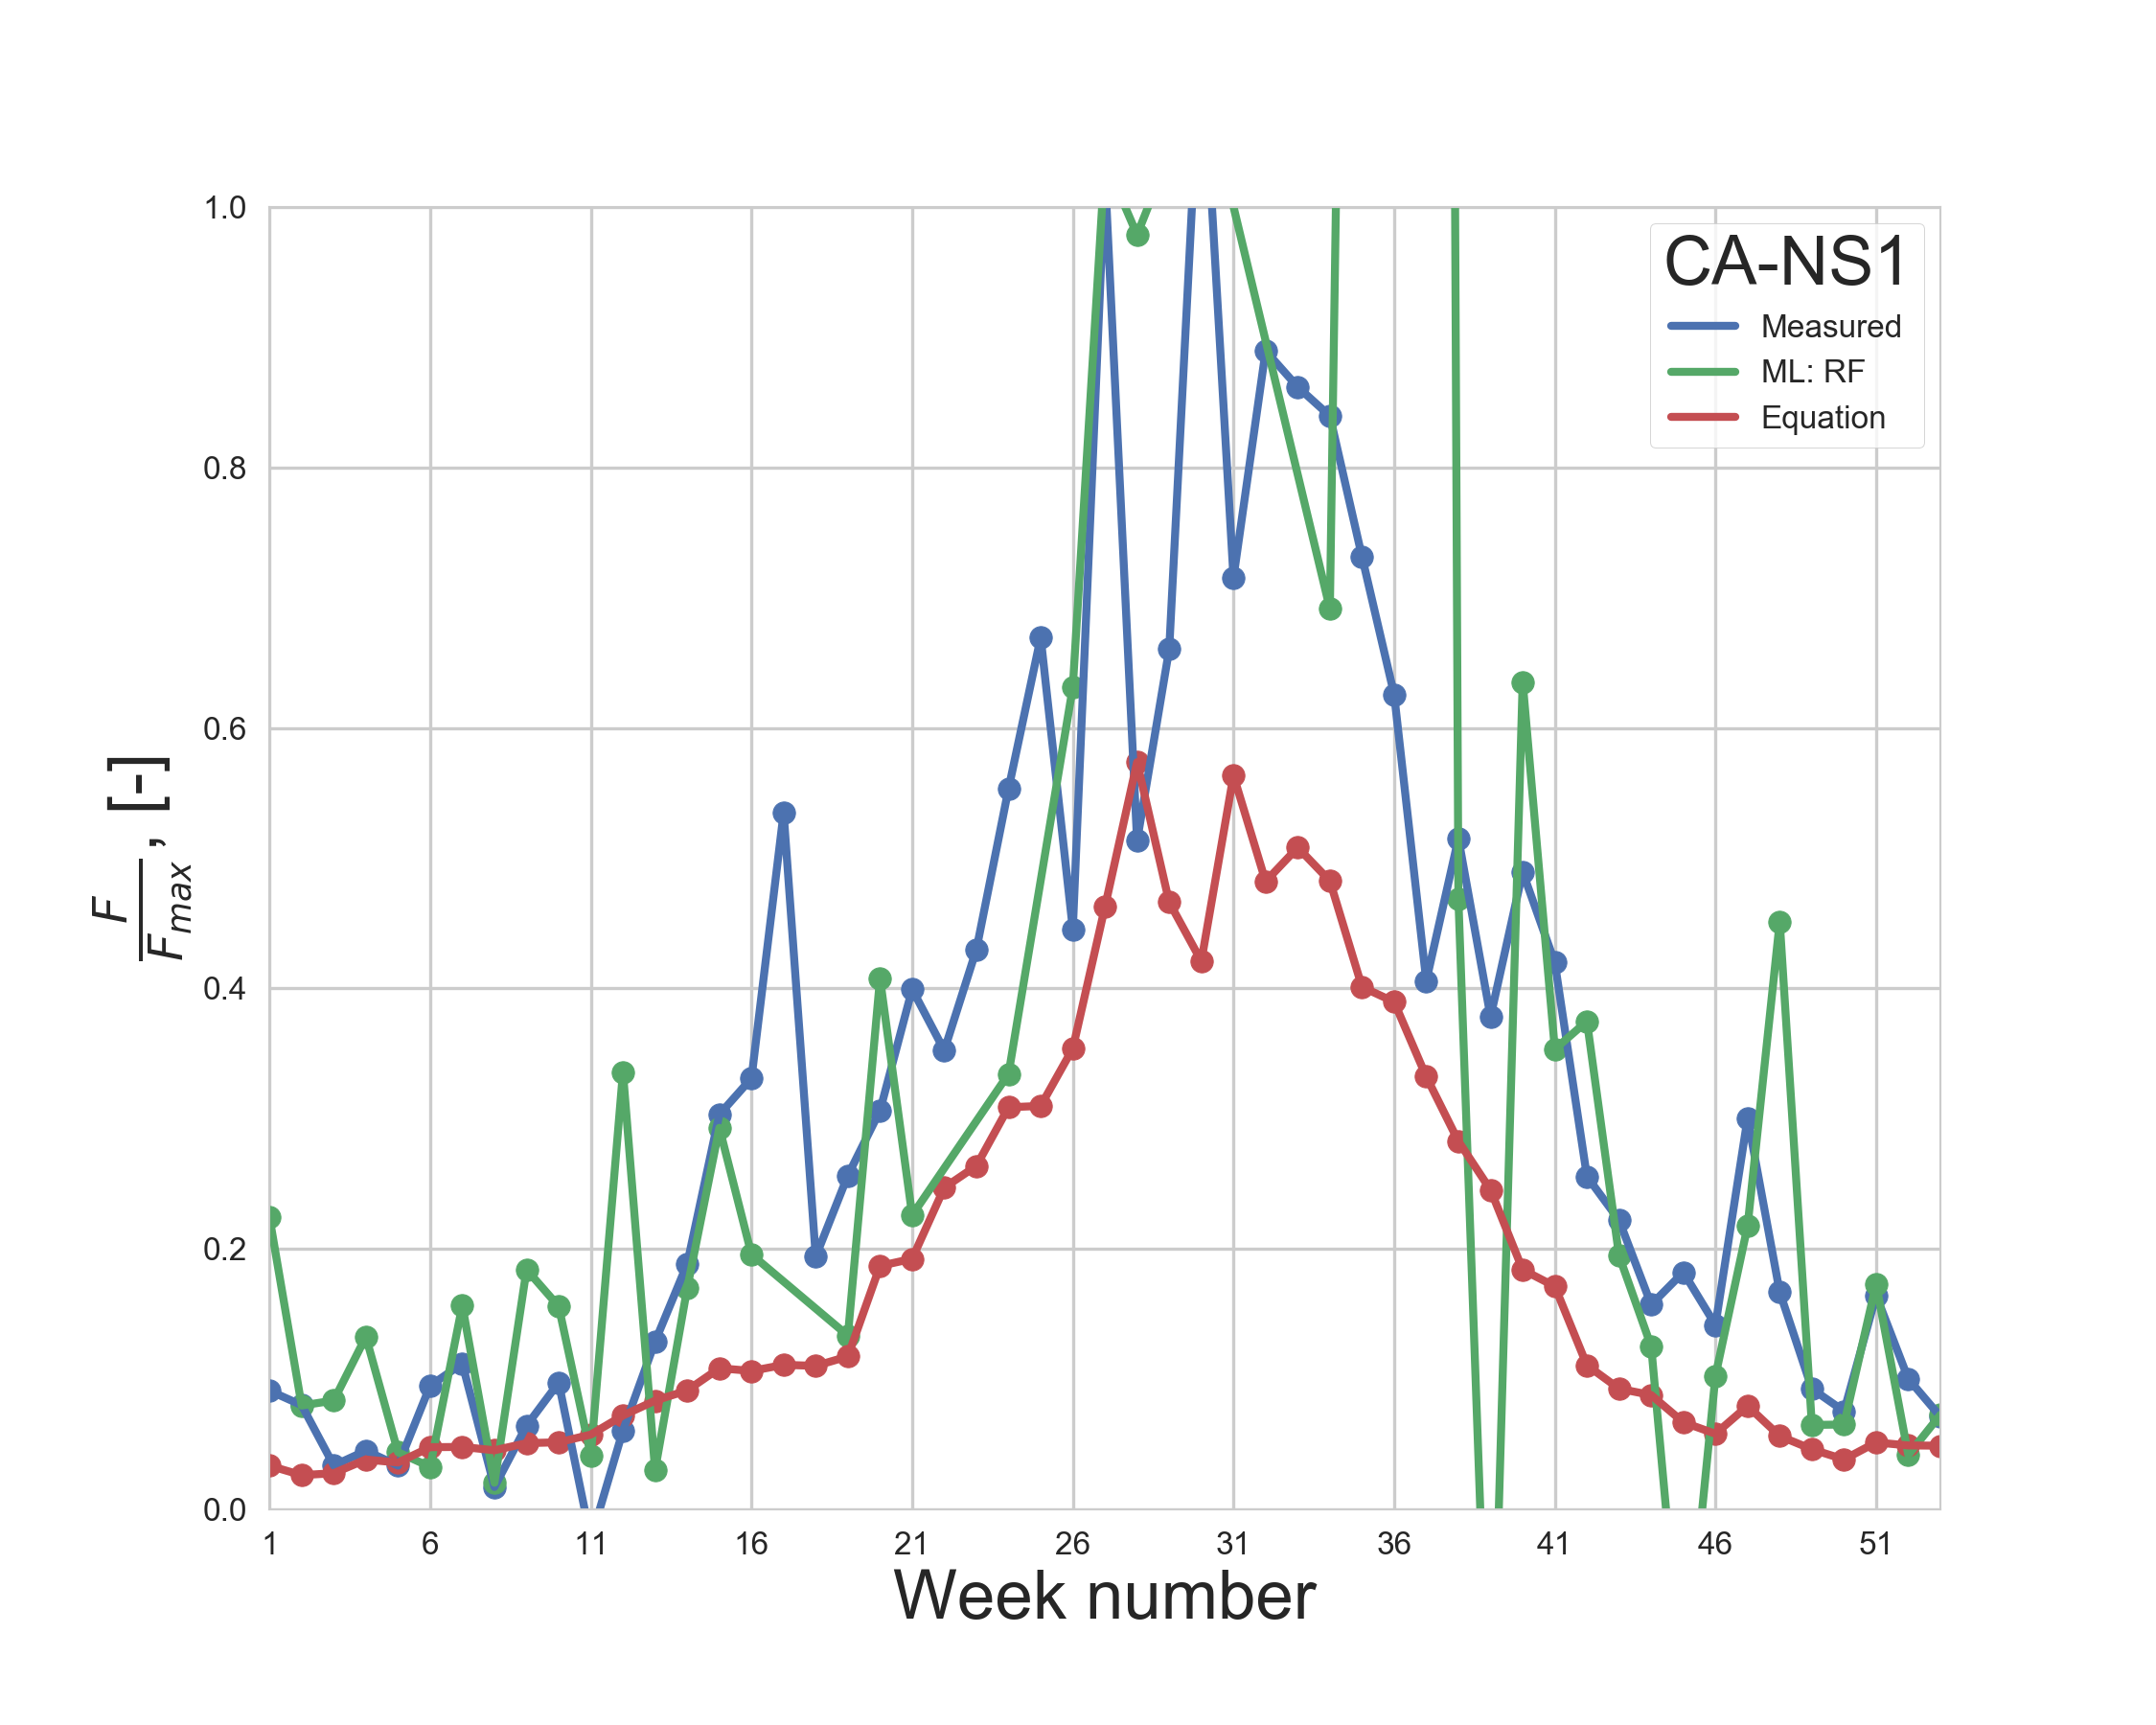 1.0
0.8
0.6
0.4
0.2
0.0
F
Fmax, [-]
CA-NS1
Measured
ML: RF
Equation
1 6 11 16 21 26 31 36 41 46 51
Week number